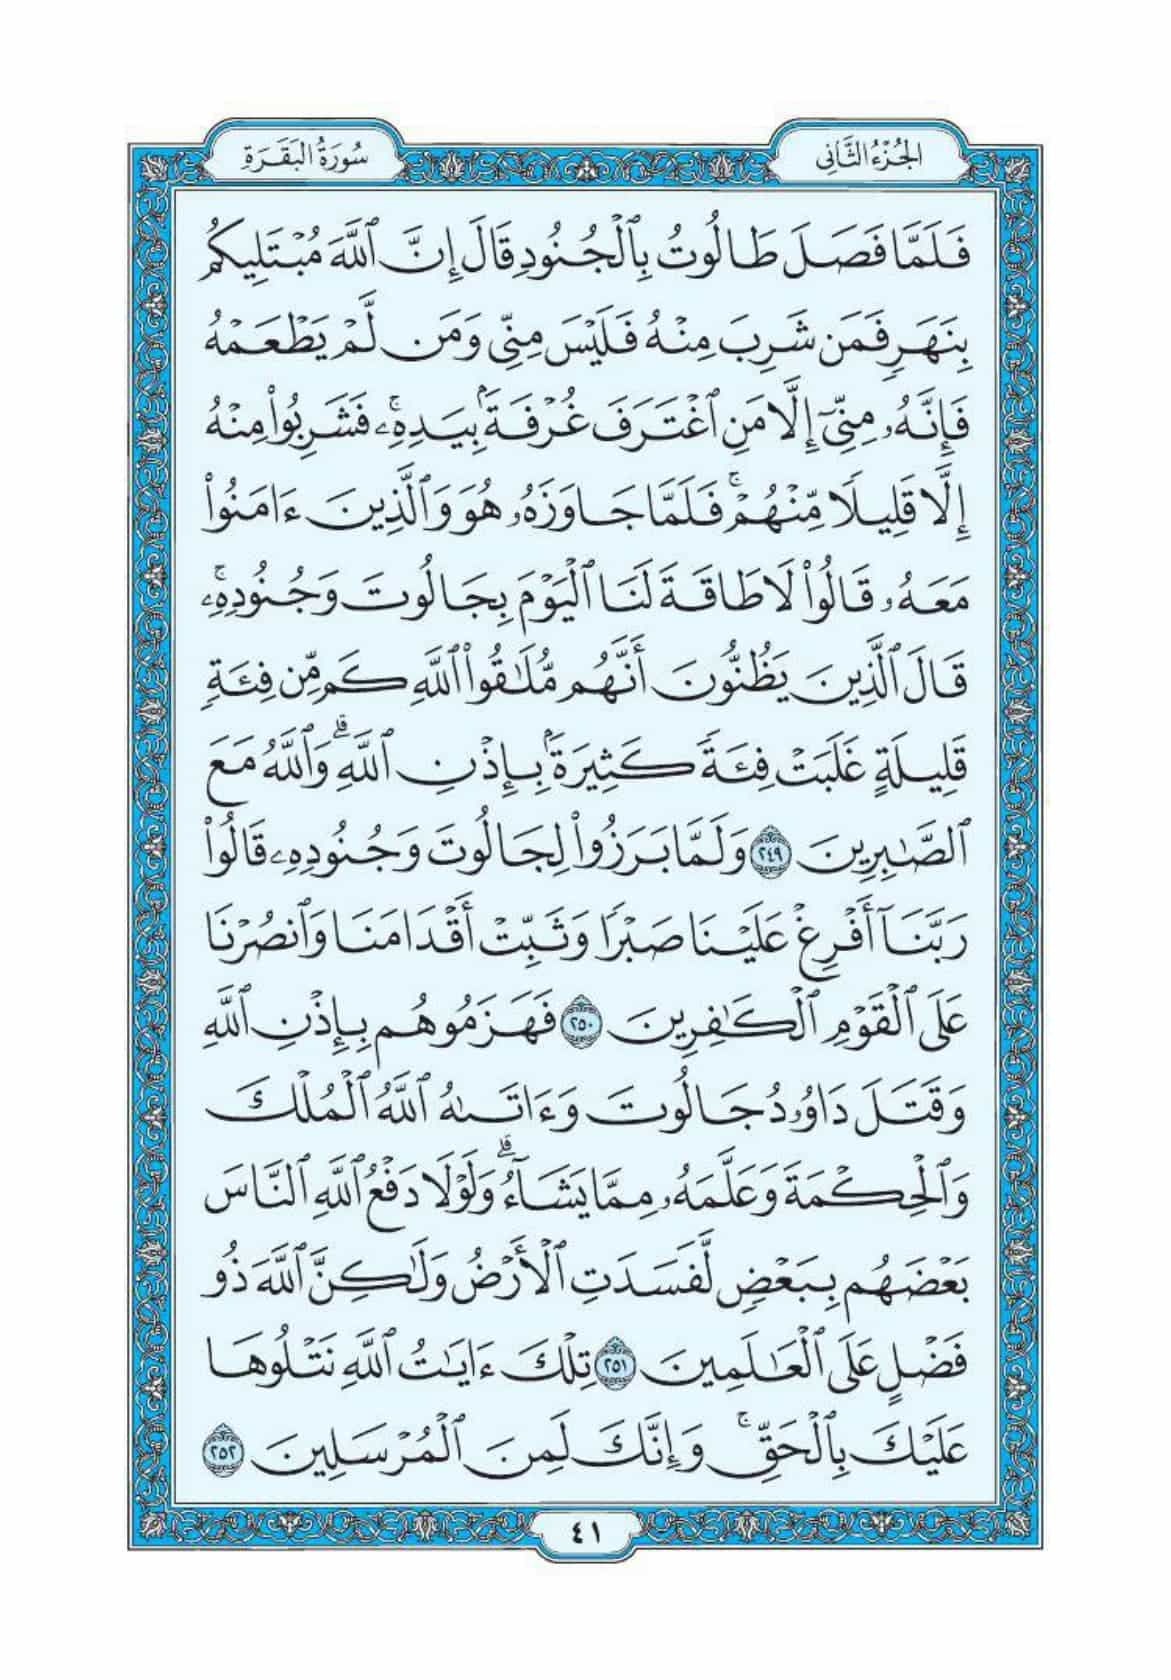 الجُزْءُ الثَّانِي
سُورَةُ البَقَرَةِ
فَلَمَّا فَصَلَ طَالُوتُ بِٱلْجُنُودِ قَالَ إِنَّ ٱللَّهَ مُبْتَلِيكُم
بِنَهَرٍ فَمَن شَرِبَ مِنْهُ فَلَيْسَ مِنِّى وَمَن لَّمْ يَطْعَمْهُ
فَإِنَّهُۥ مِنِّىٓ إِلَّا مَنِ ٱغْتَرَفَ غُرْفَةَۢ بِيَدِهِۦۚ فَشَرِبُوا۟ مِنْهُ
إِلَّا قَلِيلًا مِّنْهُمْۚ فَلَمَّا جَاوَزَهُۥ هُوَ وَٱلَّذِينَ ءَامَنُوا۟
مَعَهُۥ قَالُوا۟ لَا طَاقَةَ لَنَا ٱلْيَوْمَ بِجَالُوتَ وَجُنُودِهِۦۚ
قَالَ ٱلَّذِينَ يَظُنُّونَ أَنَّهُم مُّلَٰقُوا۟ ٱللَّهِ كَم مِّن فِئَةٍ
قَلِيلَةٍ غَلَبَتْ فِئَةً كَثِيرَةَۢ بِإِذْنِ ٱللَّهِۗ وَٱللَّهُ مَعَ
ٱلصَّٰبِرِينَ ٢٤٩ وَلَمَّا بَرَزُوا۟ لِجَالُوتَ وَجُنُودِهِۦ قَالُوا۟
رَبَّنَآ أَفْرِغْ عَلَيْنَا صَبْرًا وَثَبِّتْ أَقْدَامَنَا وَٱنصُرْنَا
عَلَى ٱلْقَوْمِ ٱلْكَٰفِرِينَ ٢٥٠ فَهَزَمُوهُم بِإِذْنِ ٱللَّهِ
وَقَتَلَ دَاوُۥدُ جَالُوتَ وَءَاتَىٰهُ ٱللَّهُ ٱلْمُلْكَ
وَٱلْحِكْمَةَ وَعَلَّمَهُۥ مِمَّا يَشَآءُۗ وَلَوْلَا دَفْعُ ٱللَّهِ ٱلنَّاسَ
بَعْضَهُم بِبَعْضٍ لَّفَسَدَتِ ٱلْأَرْضُ وَلَٰكِنَّ ٱللَّهَ ذُو
فَضْلٍ عَلَى ٱلْعَٰلَمِينَ ٢٥١ تِلْكَ ءَايَٰتُ ٱللَّهِ نَتْلُوهَا
عَلَيْكَ بِٱلْحَقِّۚ وَإِنَّكَ لَمِنَ ٱلْمُرْسَلِينَ ٢٥٢
٤١